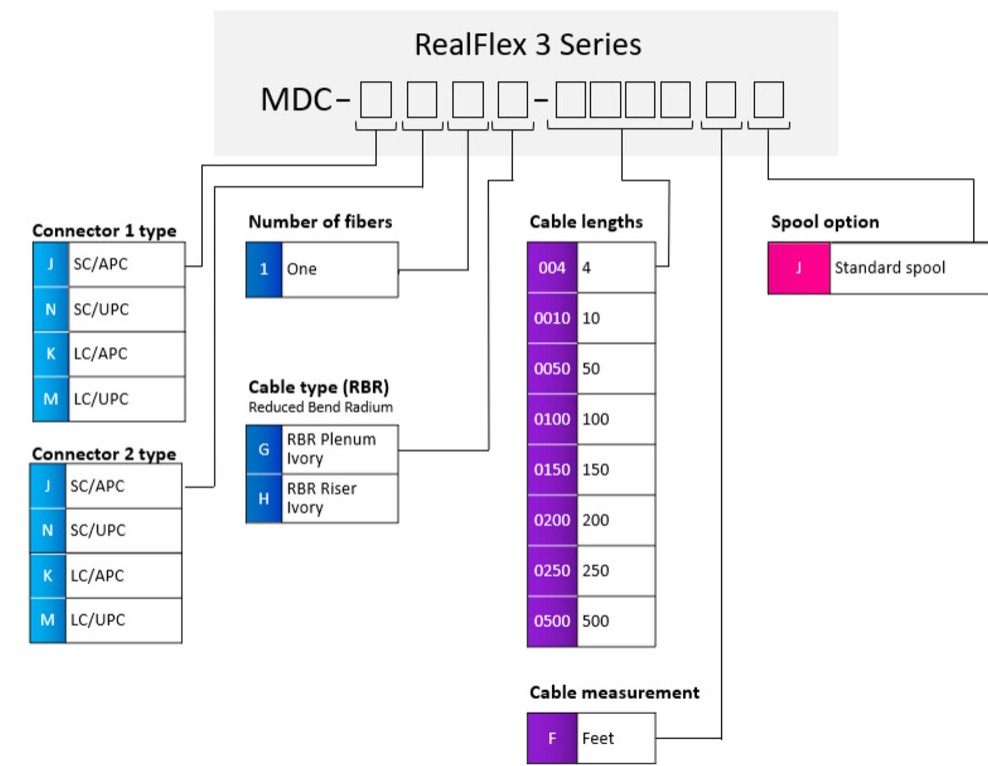 RealFlex 3 Series
MDC-
-
Connector 1 type
J SC/APC
N SC/UPC
K LC/APC
M LC/UPC
Connector 2 type
J SC/APC
N SC/UPC
K LC/APC
M LC/UPC
Number of fibers
1 One
Cable type (RBR)
Reduced Bend Radium
G RBR Plenum
Ivory
H RBR Riser
Ivory
Cable lengths
004 4
0010 10
0050 50
0100 100
0150 150
0200 200
0250 250
0500 500
Cable measurement
F Feet
Spool option
J Standard spool